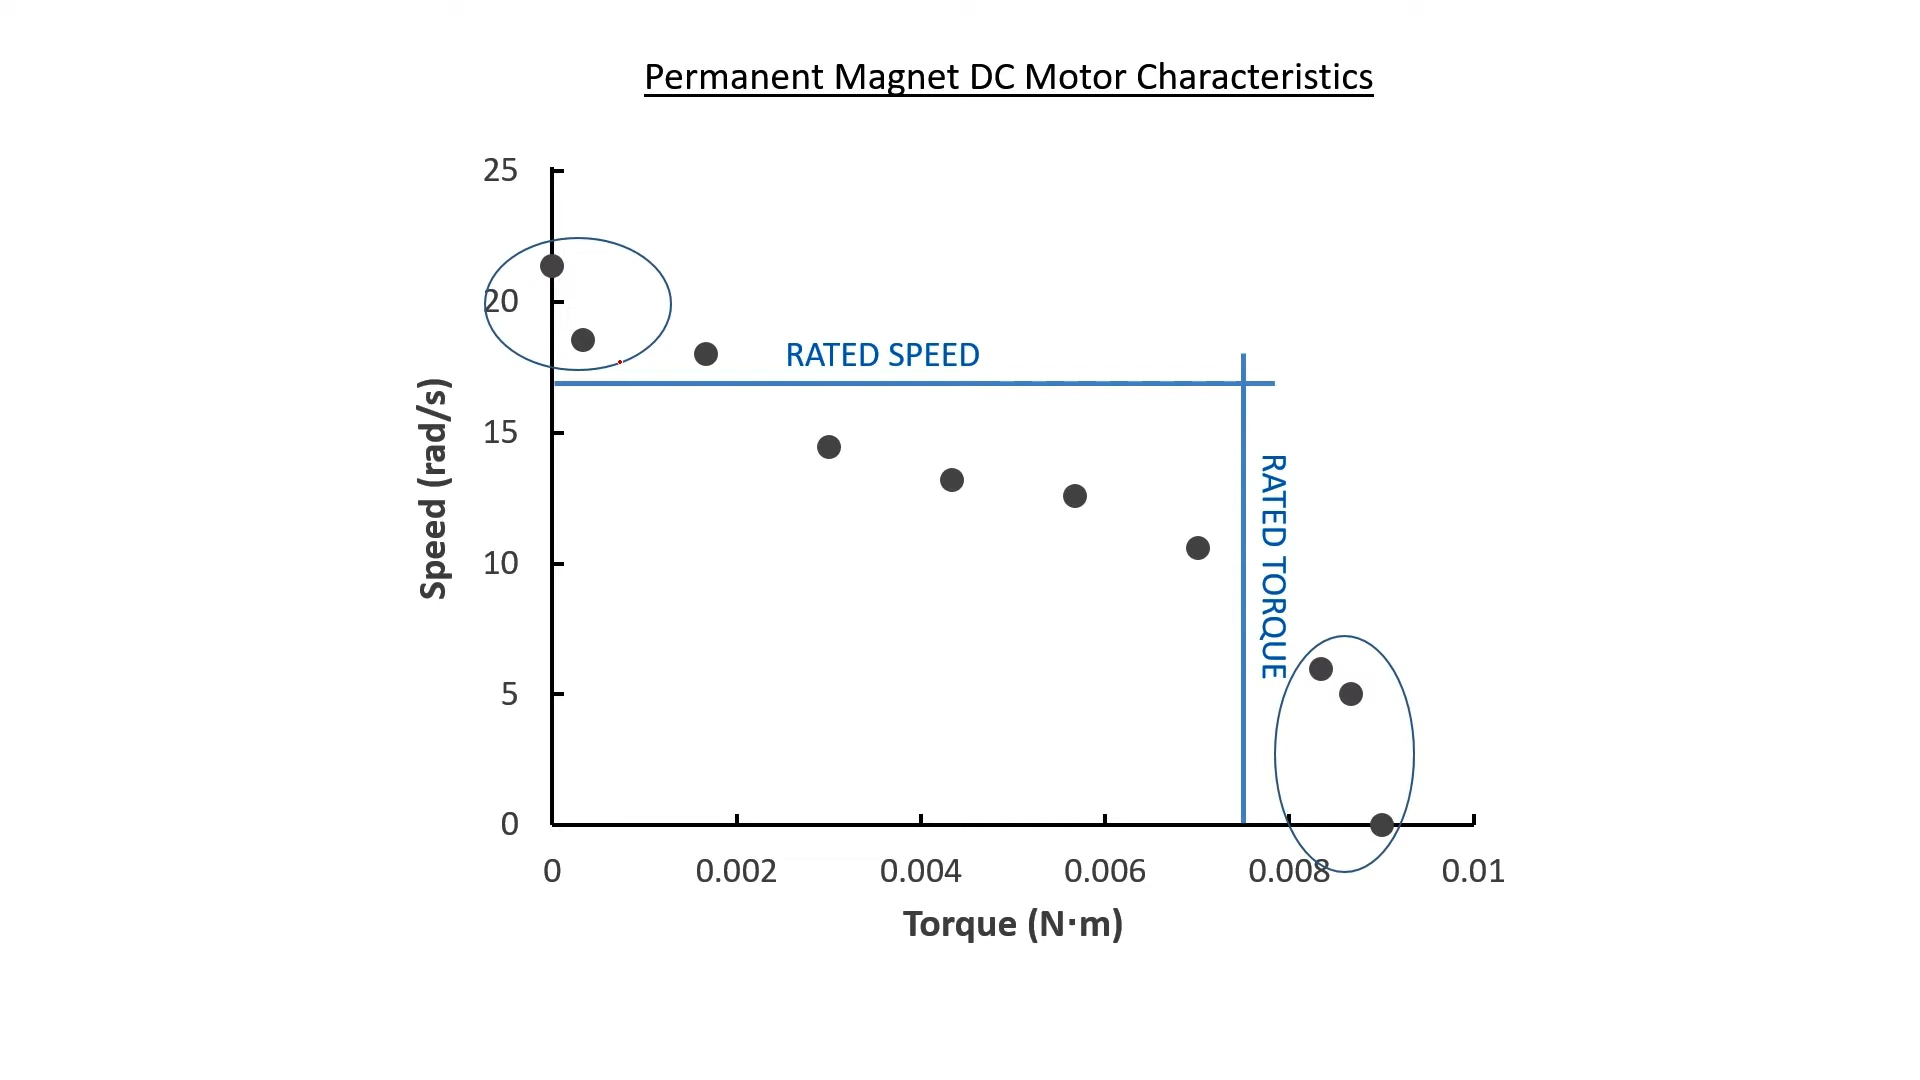 Permanent Magnet DC Motor Characteristics
25
20
15
10
5
0
Speed (rad/s)
RATED SPEED
RATED TORQUE
0 0.002 0.004 0.006 0.008 0.01
Torque (N·m)